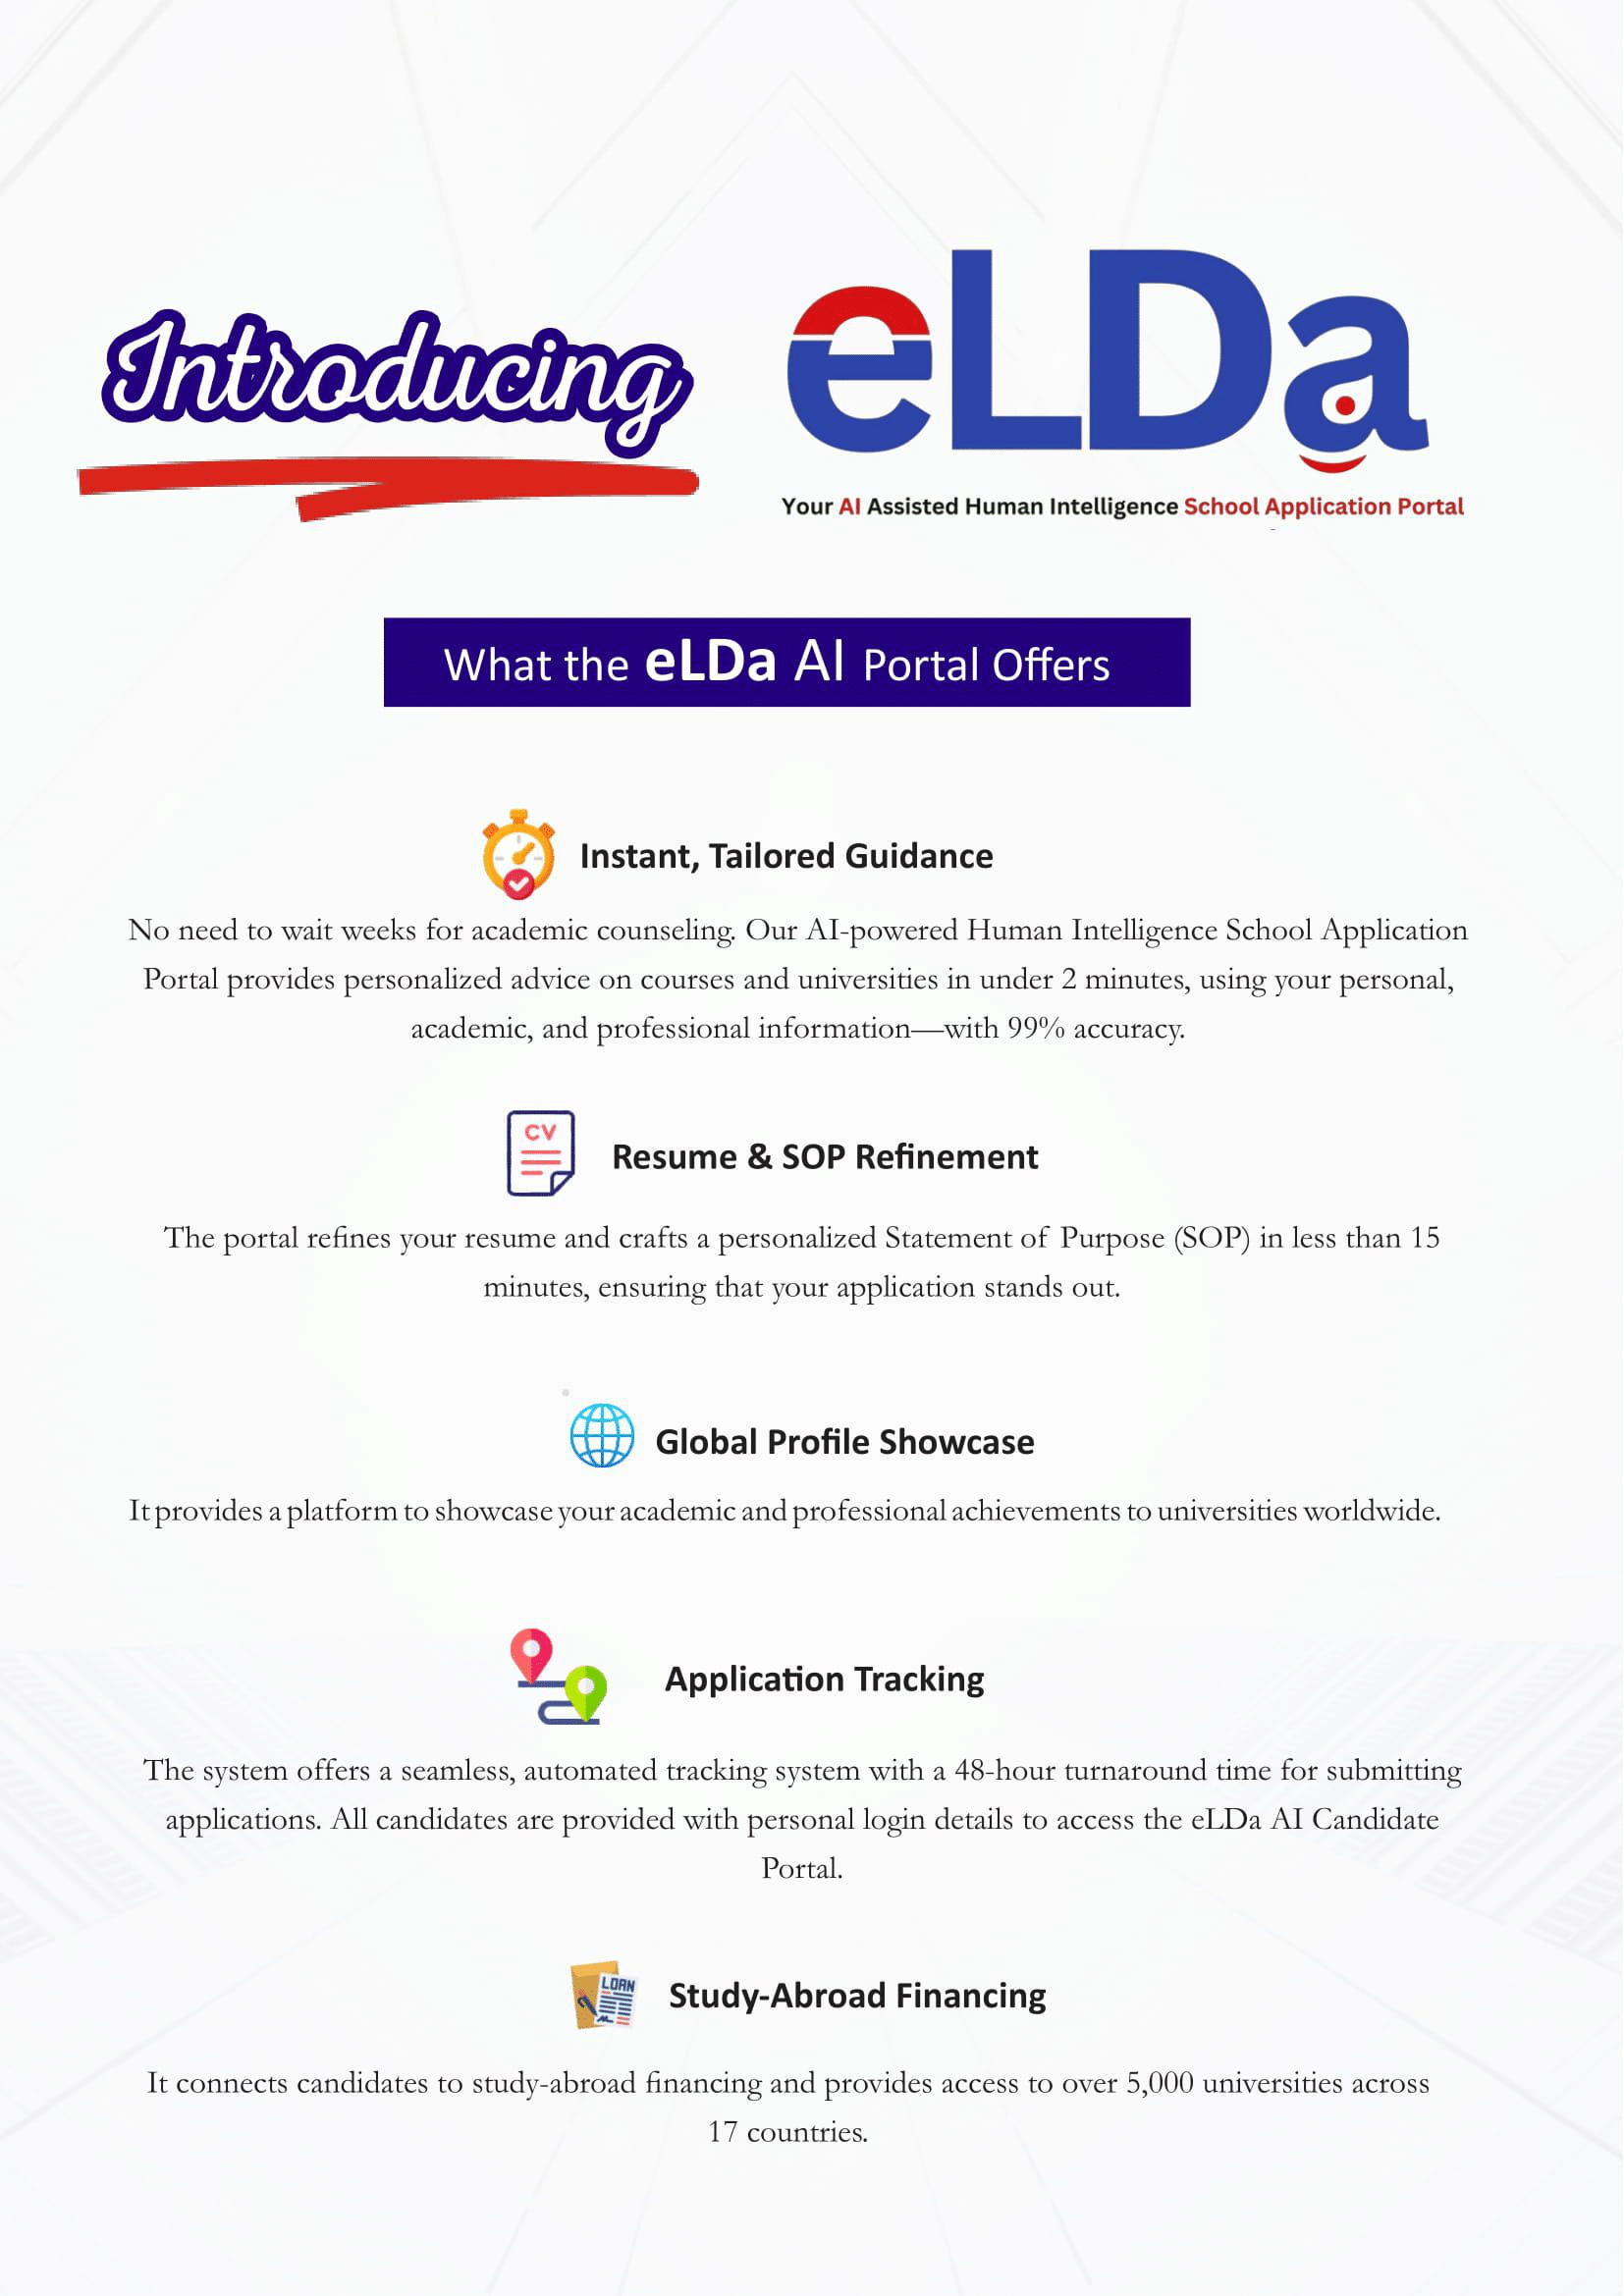 Introducing
eLDa
Your AI Assisted Human Intelligence School Application Portal
What the eLDa AI Portal Offers
Instant, Tailored Guidance
No need to wait weeks for academic counseling. Our AI-powered Human Intelligence School Application
Portal provides personalized advice on courses and universities in under 2 minutes, using your personal,
academic, and professional information—with 99% accuracy.
CV
Resume & SOP Refinement
The portal refines your resume and crafts a personalized Statement of Purpose (SOP) in less than 15
minutes, ensuring that your application stands out.
Global Profile Showcase
It provides a platform to showcase your academic and professional achievements to universities worldwide.
Application Tracking
The system offers a seamless, automated tracking system with a 48-hour turnaround time for submitting
applications. All candidates are provided with personal login details to access the eLDa AI Candidate
Portal.
LOAN
Study-Abroad Financing
It connects candidates to study-abroad financing and provides access to over 5,000 universities across
17 countries.